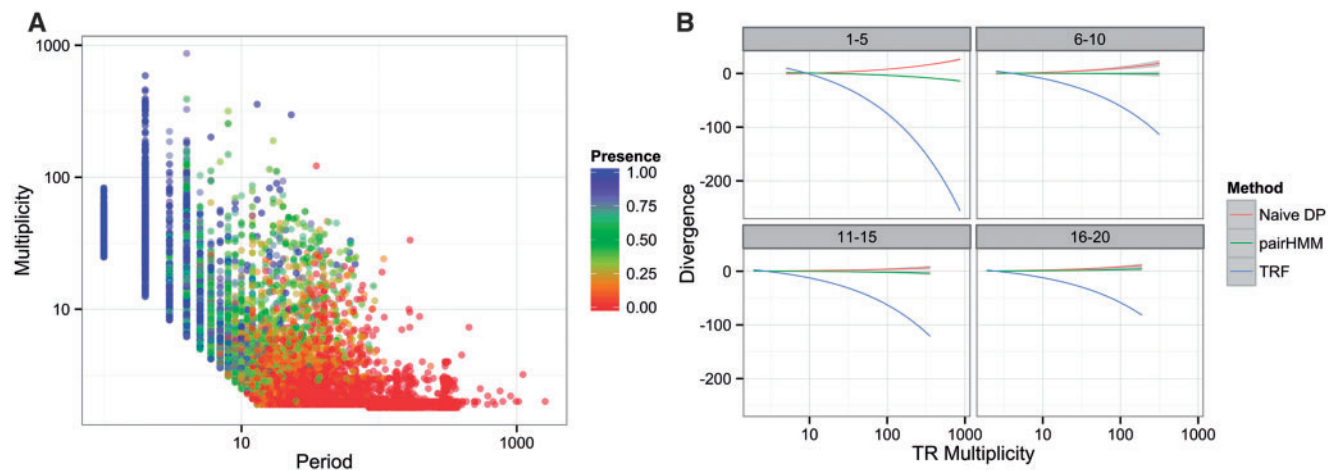 A
1000
100
10
Multiplicity
10
1000
Period
Presence
1.00
0.75
0.50
0.25
0.00
B
1-5
6-10
0
-100
-200
11-15
16-20
0
-100
-200
Divergence
10
100
1000
10
100
1000
TR Multiplicity
Method
Naive DP
pairHMM
TRF